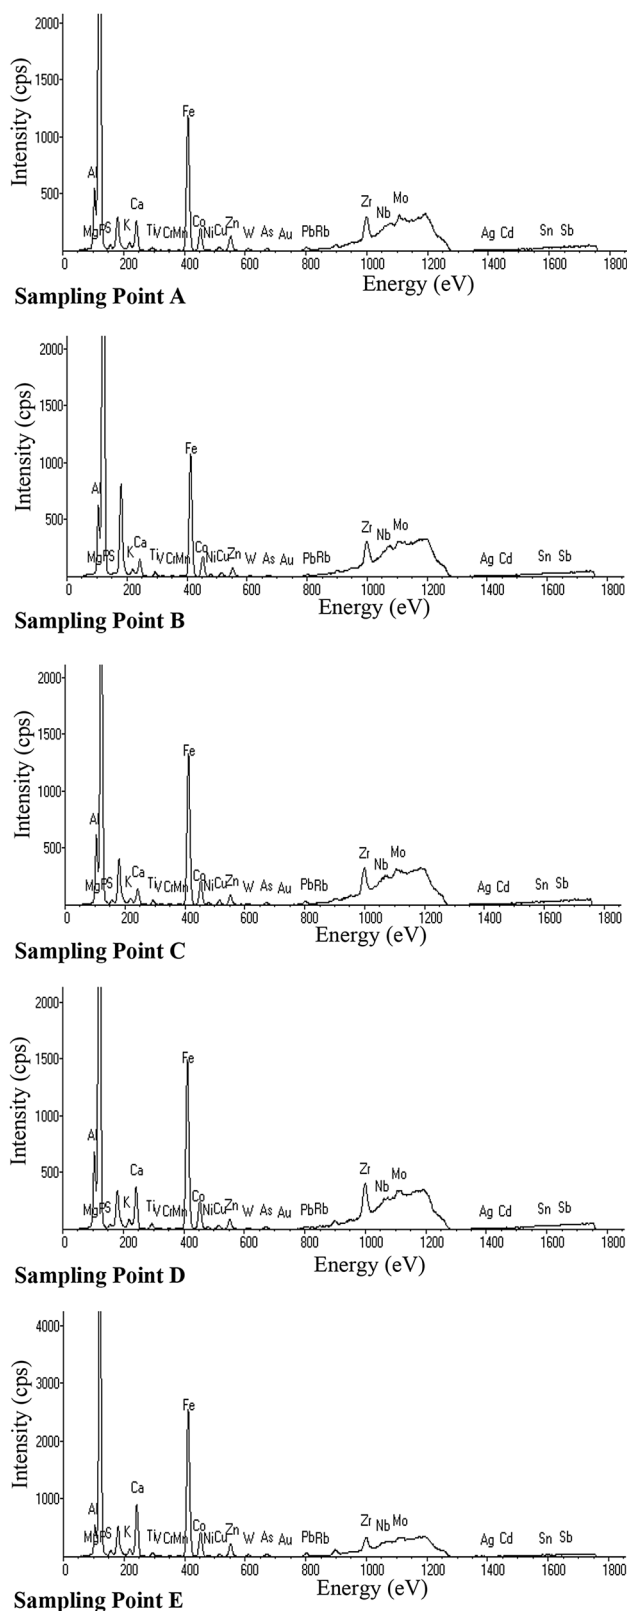 2000
1500
1000
500
Intensity (cps)
Al
Mg P S K Ca Ti V Cr Mn Fe Co Ni Cu Zn W As Au Pb Rb Zr Nb Mo Ag Cd Sn Sb
0 200 400 600 800 1000 1200 1400 1600 1800
Energy (eV)
Sampling Point A
2000
1500
1000
500
Intensity (cps)
Al
Mg P S K Ca Ti V Cr Mn Fe Co Ni Cu Zn W As Au Pb Rb Zr Nb Mo Ag Cd Sn Sb
0 200 400 600 800 1000 1200 1400 1600 1800
Energy (eV)
Sampling Point B
2000
1500
1000
500
Intensity (cps)
Al
Mg P S K Ca Ti V Cr Mn Fe Co Ni Cu Zn W As Au Pb Rb Zr Nb Mo Ag Cd Sn Sb
0 200 400 600 800 1000 1200 1400 1600 1800
Energy (eV)
Sampling Point C
2000
1500
1000
500
Intensity (cps)
Al
Mg P S K Ca Ti V Cr Mn Fe Co Ni Cu Zn W As Au Pb Rb Zr Nb Mo Ag Cd Sn Sb
0 200 400 600 800 1000 1200 1400 1600 1800
Energy (eV)
Sampling Point D
4000
3000
2000
1000
Intensity (cps)
Al
Mg P S K Ca Ti V Cr Mn Fe Co Ni Cu Zn W As Au Pb Rb Zr Nb Mo Ag Cd Sn Sb
0 200 400 600 800 1000 1200 1400 1600 1800
Energy (eV)
Sampling Point E